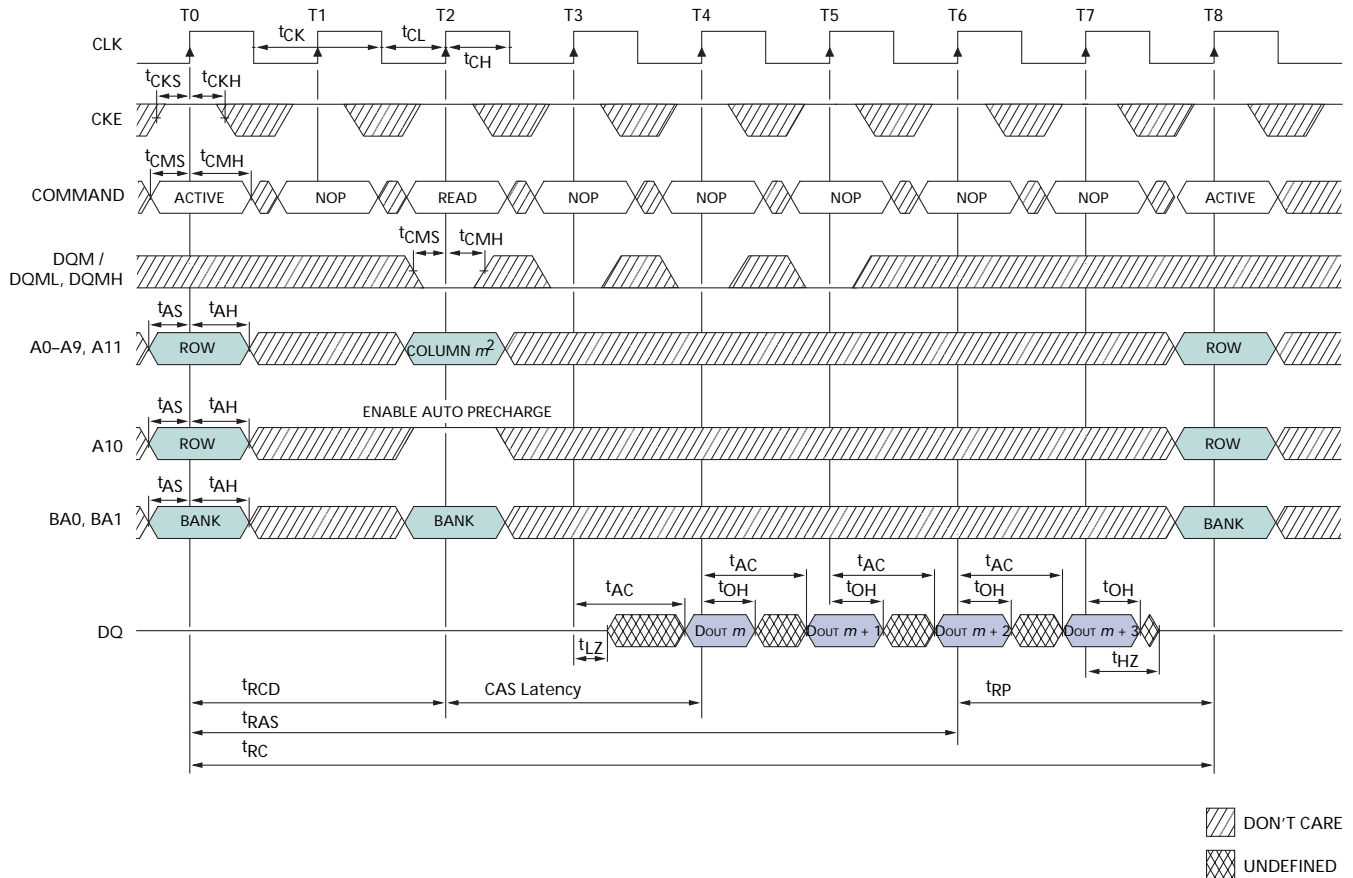 T0 T1 T2 T3 T4 T5 T6 T7 T8
CLK
tCK tCL
tCH
tCKS tCKH
CKE
tCMS tCMH
COMMAND ACTIVE NOP READ NOP NOP NOP NOP NOP ACTIVE
tCMS tCMH
DQM /
DQML, DQMH
tAS tAH
A0–A9, A11 ROW COLUMN m2 ROW
ENABLE AUTO PRECHARGE
tAS tAH
A10 ROW ROW
tAS tAH
BA0, BA1 BANK BANK BANK
tAC tAC tAC tAC
tOH tOH tOH tOH
DQ DOUT m DOUT m + 1 DOUT m + 2 DOUT m + 3
tLZ tHZ
tRCD CAS Latency tRP
tRAS
tRC
DON'T CARE
UNDEFINED